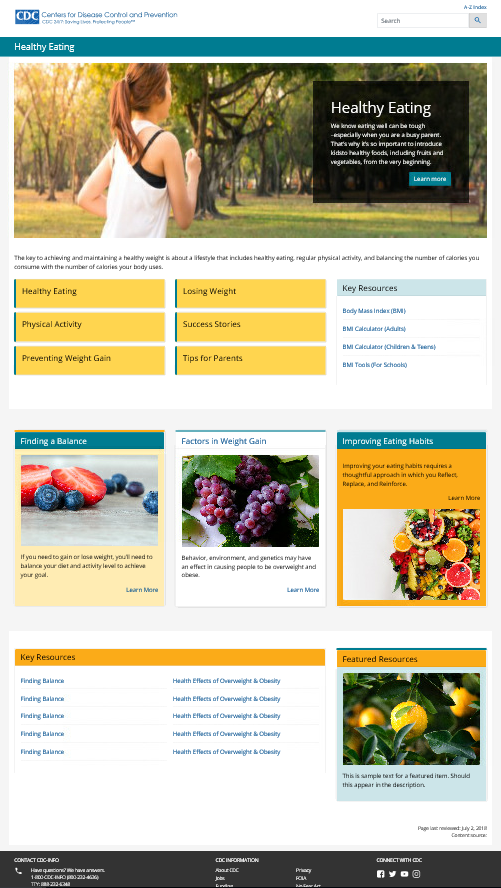 A-Z Index
CDC Centers for Disease Control and Prevention
CDC 24/7: Saving Lives, Protecting People™
Search
Healthy Eating
Healthy Eating
We know eating well can be tough
-especially when you are a busy parent.
That's why it's so important to introduce
kidsto healthy foods, including fruits and
vegetables, from the very beginning.
Learn more
The key to achieving and maintaining a healthy weight is about a lifestyle that includes healthy eating, regular physical activity, and balancing the number of calories you
consume with the number of calories your body uses.
Healthy Eating
Losing Weight
Physical Activity
Success Stories
Preventing Weight Gain
Tips for Parents
Key Resources
Body Mass Index (BMI)
BMI Calculator (Adults)
BMI Calculator (Children & Teens)
BMI Tools (For Schools)
Finding a Balance
If you need to gain or lose weight, you'll need to
balance your diet and activity level to achieve
your goal.
Learn More
Factors in Weight Gain
Behavior, environment, and genetics may have
an effect in causing people to be overweight and
obese.
Learn More
Improving Eating Habits
Improving your eating habits requires a
thoughtful approach in which you Reflect,
Replace, and Reinforce.
Learn More
Key Resources
Finding Balance Health Effects of Overweight & Obesity
Finding Balance Health Effects of Overweight & Obesity
Finding Balance Health Effects of Overweight & Obesity
Finding Balance Health Effects of Overweight & Obesity
Finding Balance Health Effects of Overweight & Obesity
Featured Resources
This is sample text for a featured item. Should
this appear in the description.
Page last reviewed: July 2, 2018
Content source:
CONTACT CDC-INFO
Have questions? We have answers.
1-800-CDC-INFO (800-232-4636)
TTY: 888-232-6348
CDC INFORMATION
About CDC
Jobs
Funding
Privacy
FOIA
No Fear Act
CONNECT WITH CDC